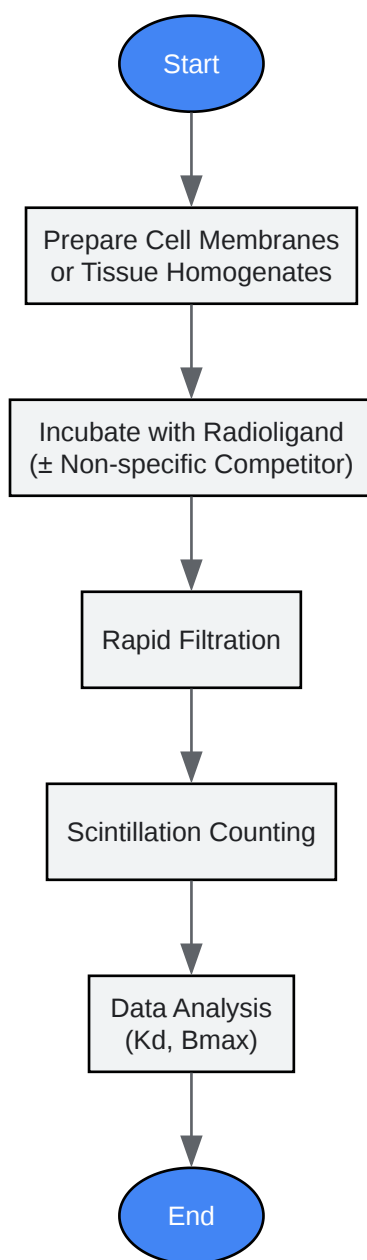 Start
Prepare Cell Membranes
or Tissue Homogenates
Incubate with Radioligand
(± Non-specific Competitor)
Rapid Filtration
Scintillation Counting
Data Analysis
(Kd, Bmax)
End